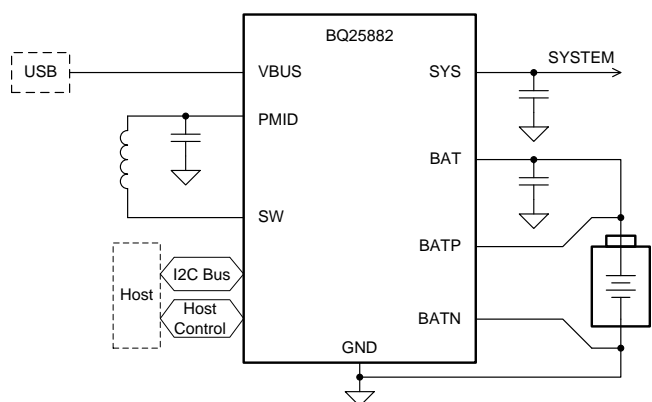 BQ25882
USB
VBUS
SYS
SYSTEM
PMID
BAT
SW
BATP
I2C Bus
Host
Host
Control
BATN
GND